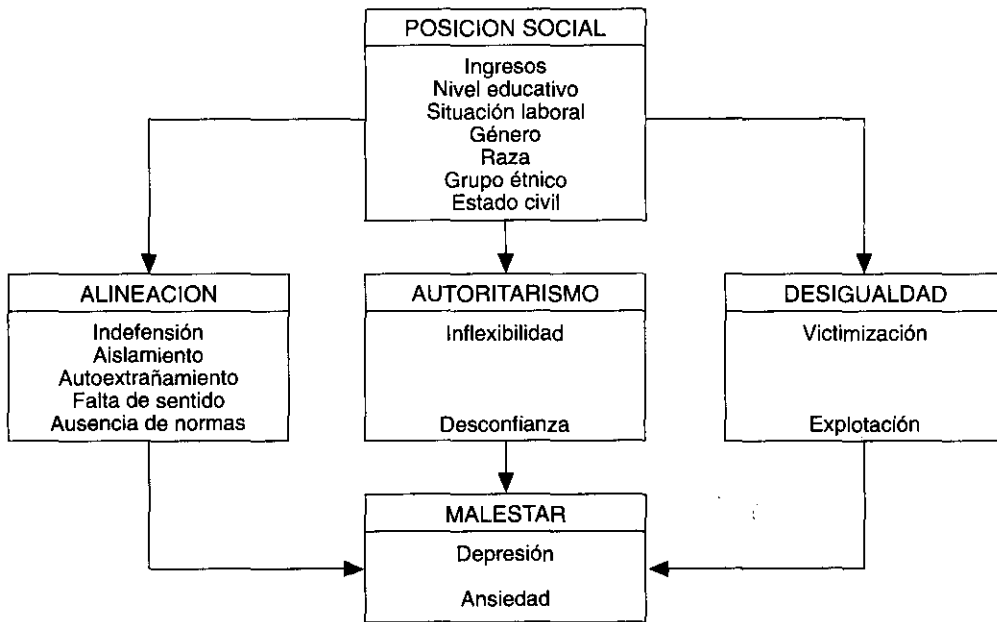 POSICION SOCIAL
Ingresos
Nivel educativo
Situación laboral
Género
Raza
Grupo étnico
Estado civil
ALINEACION
Indefensión
Aislamiento
Autoextrañamiento
Falta de sentido
Ausencia de normas
AUTORITARISMO
Inflexibilidad
Desconfianza
DESIGUALDAD
Victimización
Explotación
MALESTAR
Depresión
Ansiedad